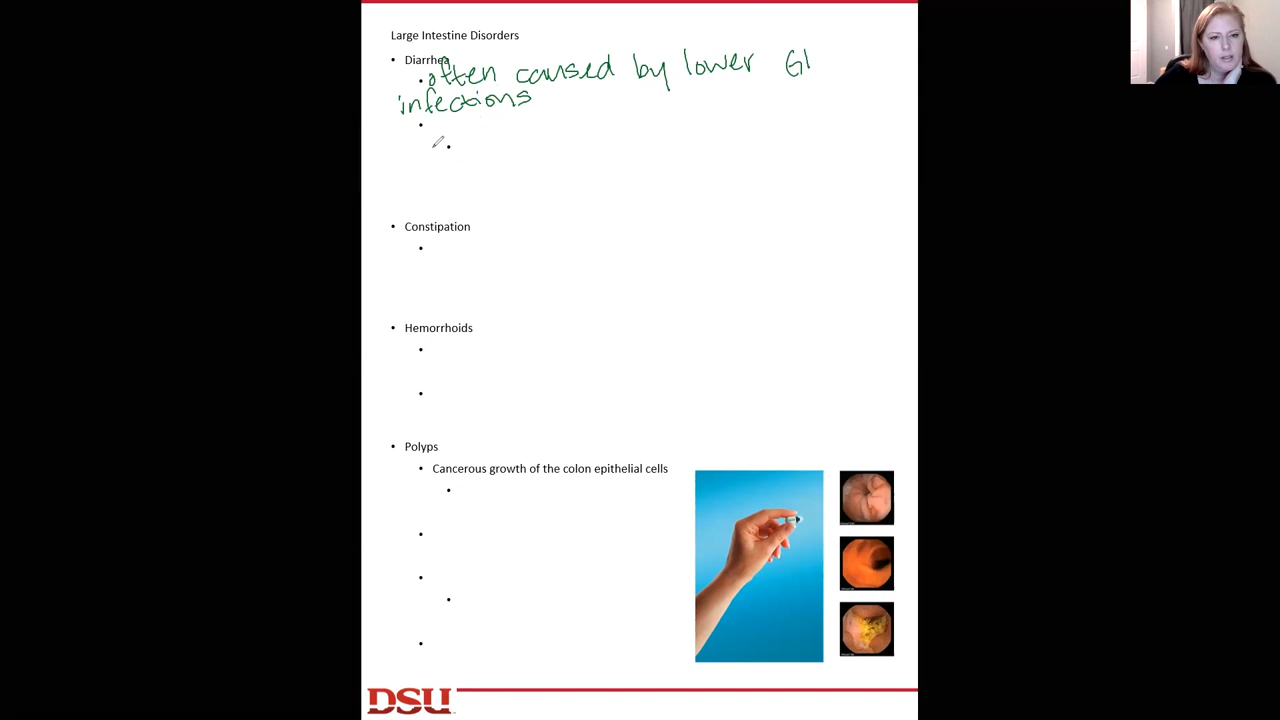 Large Intestine Disorders
• Diarrhea
• often caused by lower GI
infections
•
•
• Constipation
•
• Hemorrhoids
•
•
• Polyps
• Cancerous growth of the colon epithelial cells
•
•
•
•
•
DSU